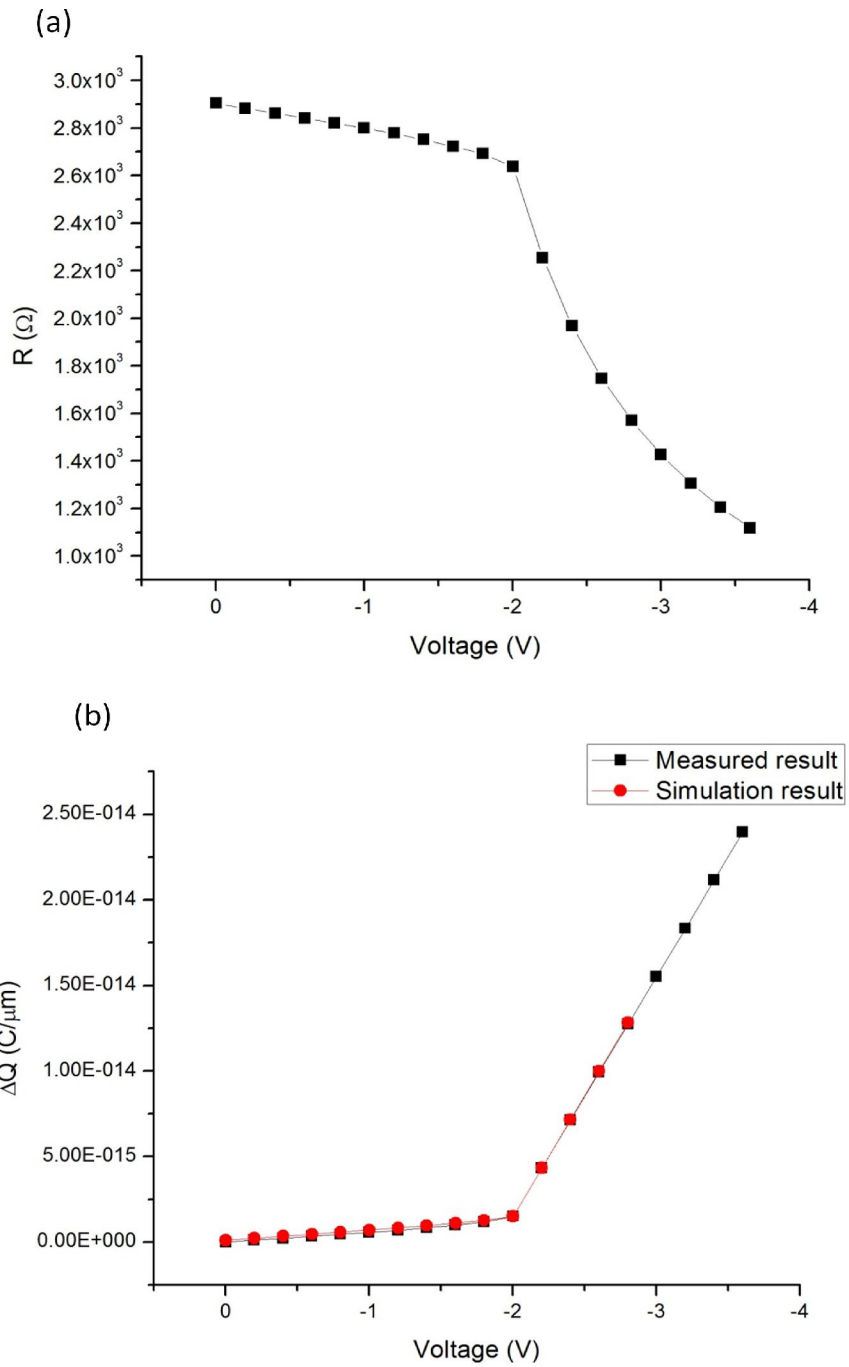 (a)
3.0x10³
2.8x10³
2.6x10³
2.4x10³
2.2x10³
2.0x10³
1.8x10³
1.6x10³
1.4x10³
1.2x10³
1.0x10³
R (Ω)
0 -1 -2 -3 -4
Voltage (V)
(b)
Measured result
Simulation result
2.50E-014
2.00E-014
1.50E-014
1.00E-014
5.00E-015
0.00E+000
ΔQ (C/μm)
0 -1 -2 -3 -4
Voltage (V)